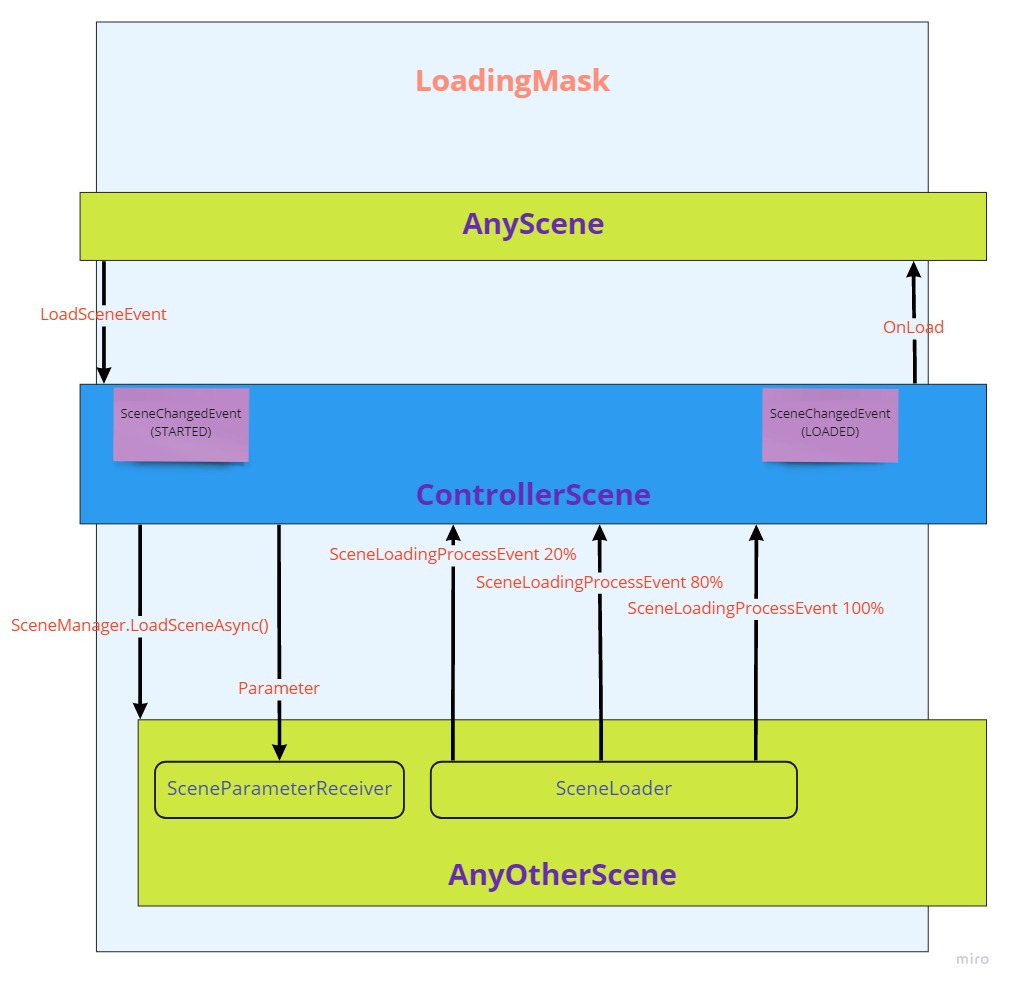 LoadingMask
AnyScene
LoadSceneEvent
OnLoad
SceneChangedEvent
(STARTED)
SceneChangedEvent
(LOADED)
ControllerScene
SceneLoadingProcessEvent 20%
SceneLoadingProcessEvent 80%
SceneLoadingProcessEvent 100%
SceneManager.LoadSceneAsync()
Parameter
SceneParameterReceiver
SceneLoader
AnyOtherScene
miro